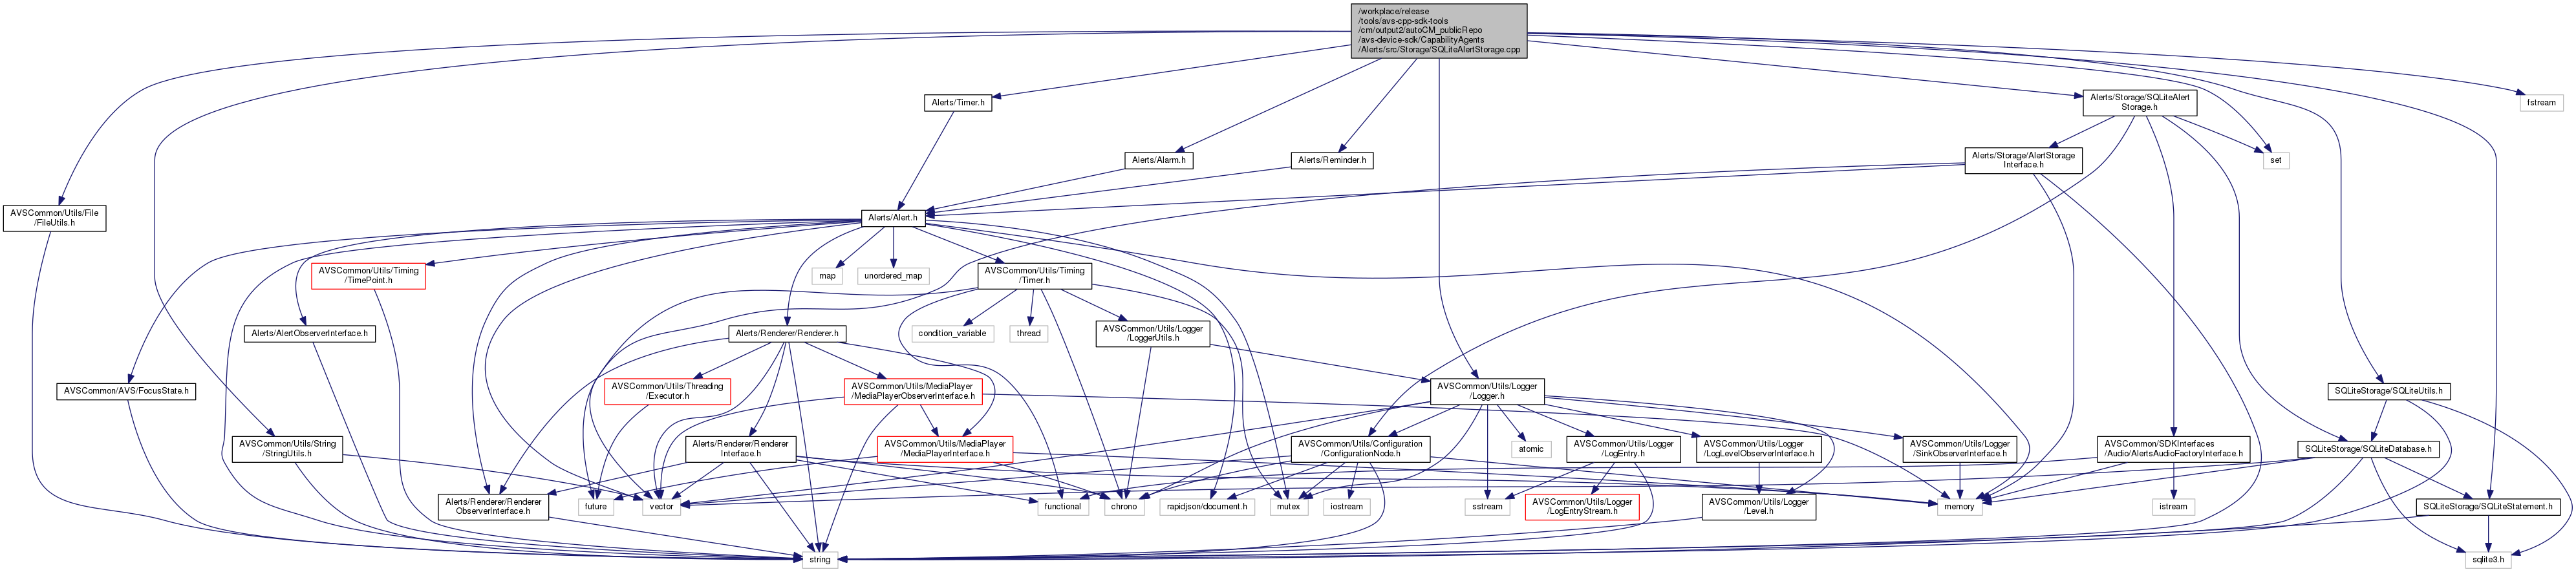 /workplace/release
/tools/avs-cpp-sdk-tools
/cm/output2/autoCM_publicRepo
/avs-device-sdk/CapabilityAgents
/Alerts/src/Storage/SQLiteAlertStorage.cpp
Alerts/Timer.h
Alerts/Storage/SQLiteAlert
Storage.h
fstream
Alerts/Alarm.h
Alerts/Reminder.h
Alerts/Storage/AlertStorage
Interface.h
set
AVSCommon/Utils/File
/FileUtils.h
Alerts/Alert.h
AVSCommon/Utils/Timing
/TimePoint.h
map
unordered_map
AVSCommon/Utils/Timing
/Timer.h
Alerts/AlertObserverInterface.h
Alerts/Renderer/Renderer.h
condition_variable
thread
AVSCommon/Utils/Logger
/LoggerUtils.h
AVSCommon/AVS/FocusState.h
AVSCommon/Utils/Threading
/Executor.h
AVSCommon/Utils/MediaPlayer
/MediaPlayerObserverInterface.h
AVSCommon/Utils/Logger
/Logger.h
SQLiteStorage/SQLiteUtils.h
AVSCommon/Utils/String
/StringUtils.h
Alerts/Renderer/Renderer
Interface.h
AVSCommon/Utils/MediaPlayer
/MediaPlayerInterface.h
AVSCommon/Utils/Configuration
/ConfigurationNode.h
atomic
AVSCommon/Utils/Logger
/LogEntry.h
AVSCommon/Utils/Logger
/LogLevelObserverInterface.h
AVSCommon/Utils/Logger
/SinkObserverInterface.h
AVSCommon/SDKInterfaces
/Audio/AlertsAudioFactoryInterface.h
SQLiteStorage/SQLiteDatabase.h
Alerts/Renderer/Renderer
ObserverInterface.h
future
vector
functional
chrono
rapidjson/document.h
mutex
iostream
sstream
AVSCommon/Utils/Logger
/LogEntryStream.h
AVSCommon/Utils/Logger
/Level.h
memory
istream
SQLiteStorage/SQLiteStatement.h
string
sqlite3.h